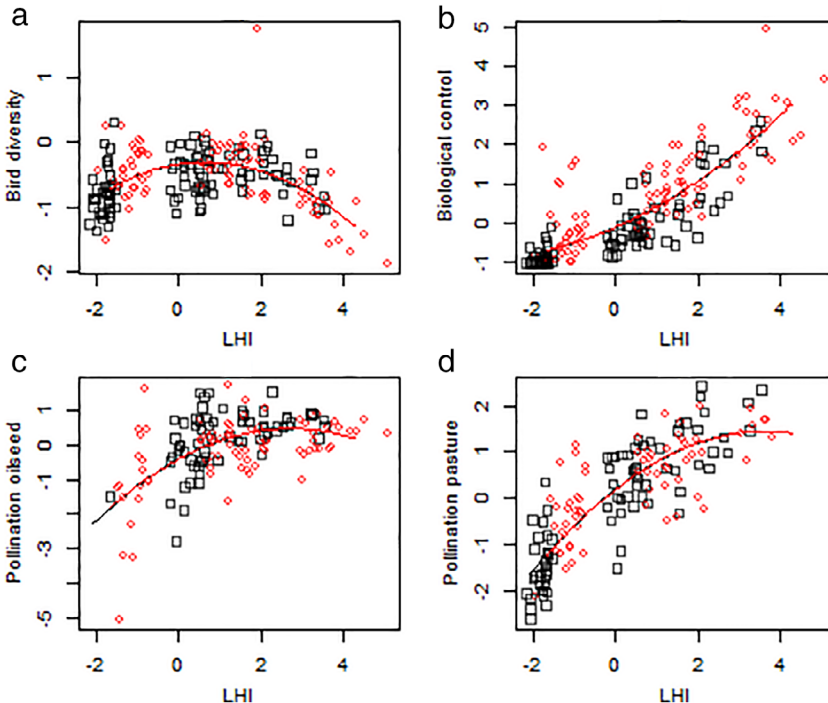 a
b
Bird diversity
1
0
-1
-2
-2 0 2 4
LHI
Biological control
5
4
3
2
1
0
-1
-2 0 2 4
LHI
c
d
Pollination oilseed
1
0
-1
-3
-5
-2 0 2 4
LHI
Pollination pasture
2
1
0
-1
-2
-2 0 2 4
LHI